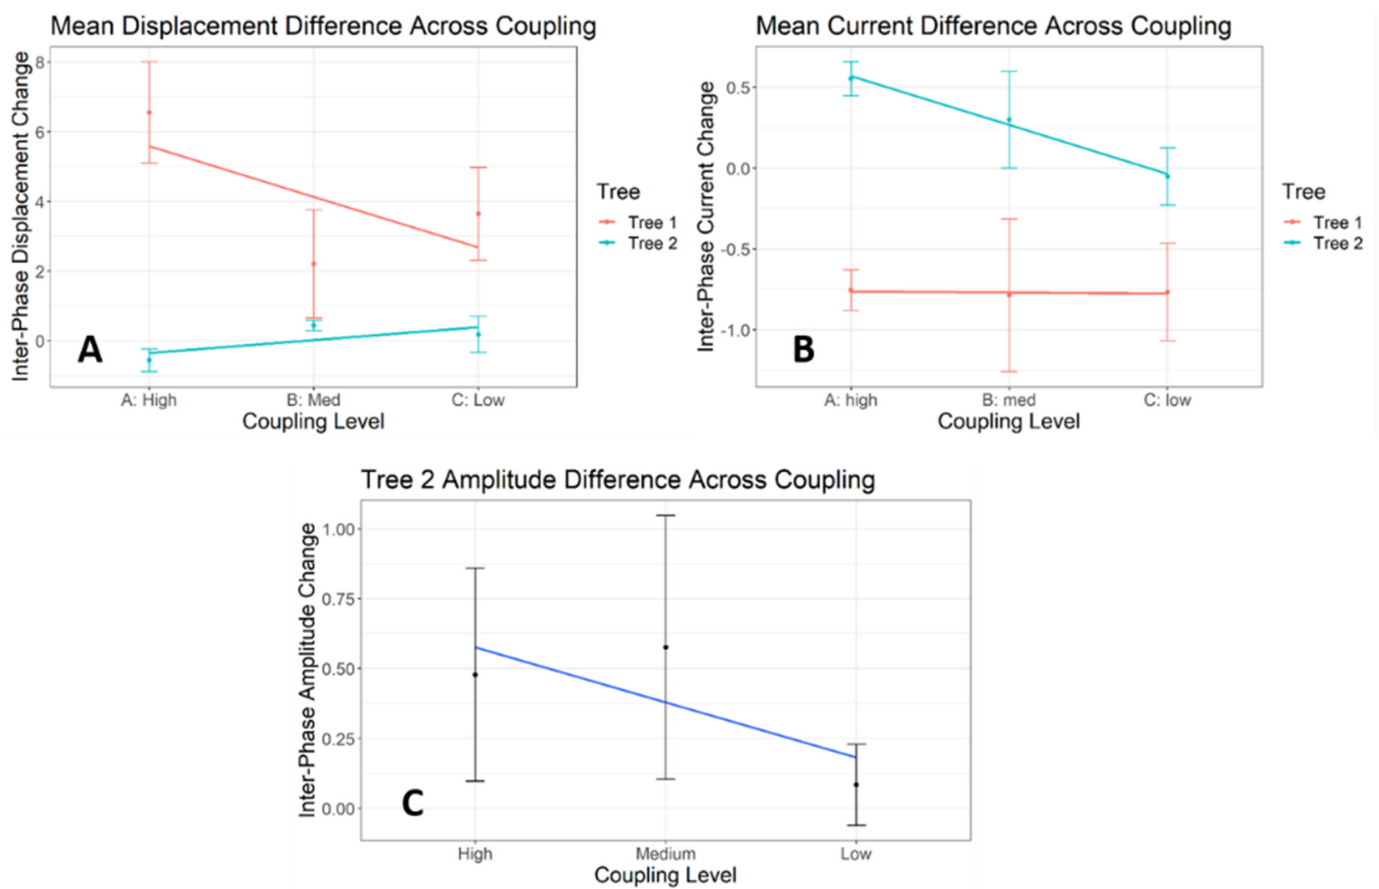 Mean Displacement Difference Across Coupling
Inter-Phase Displacement Change
8
6
4
2
0
A
A: High B: Med C: Low
Coupling Level
Tree
Tree 1
Tree 2
Mean Current Difference Across Coupling
Inter-Phase Current Change
0.5
0.0
-0.5
-1.0
B
A: high B: med C: low
Coupling Level
Tree
Tree 1
Tree 2
Tree 2 Amplitude Difference Across Coupling
Inter-Phase Amplitude Change
1.00
0.75
0.50
0.25
0.00
C
High Medium Low
Coupling Level